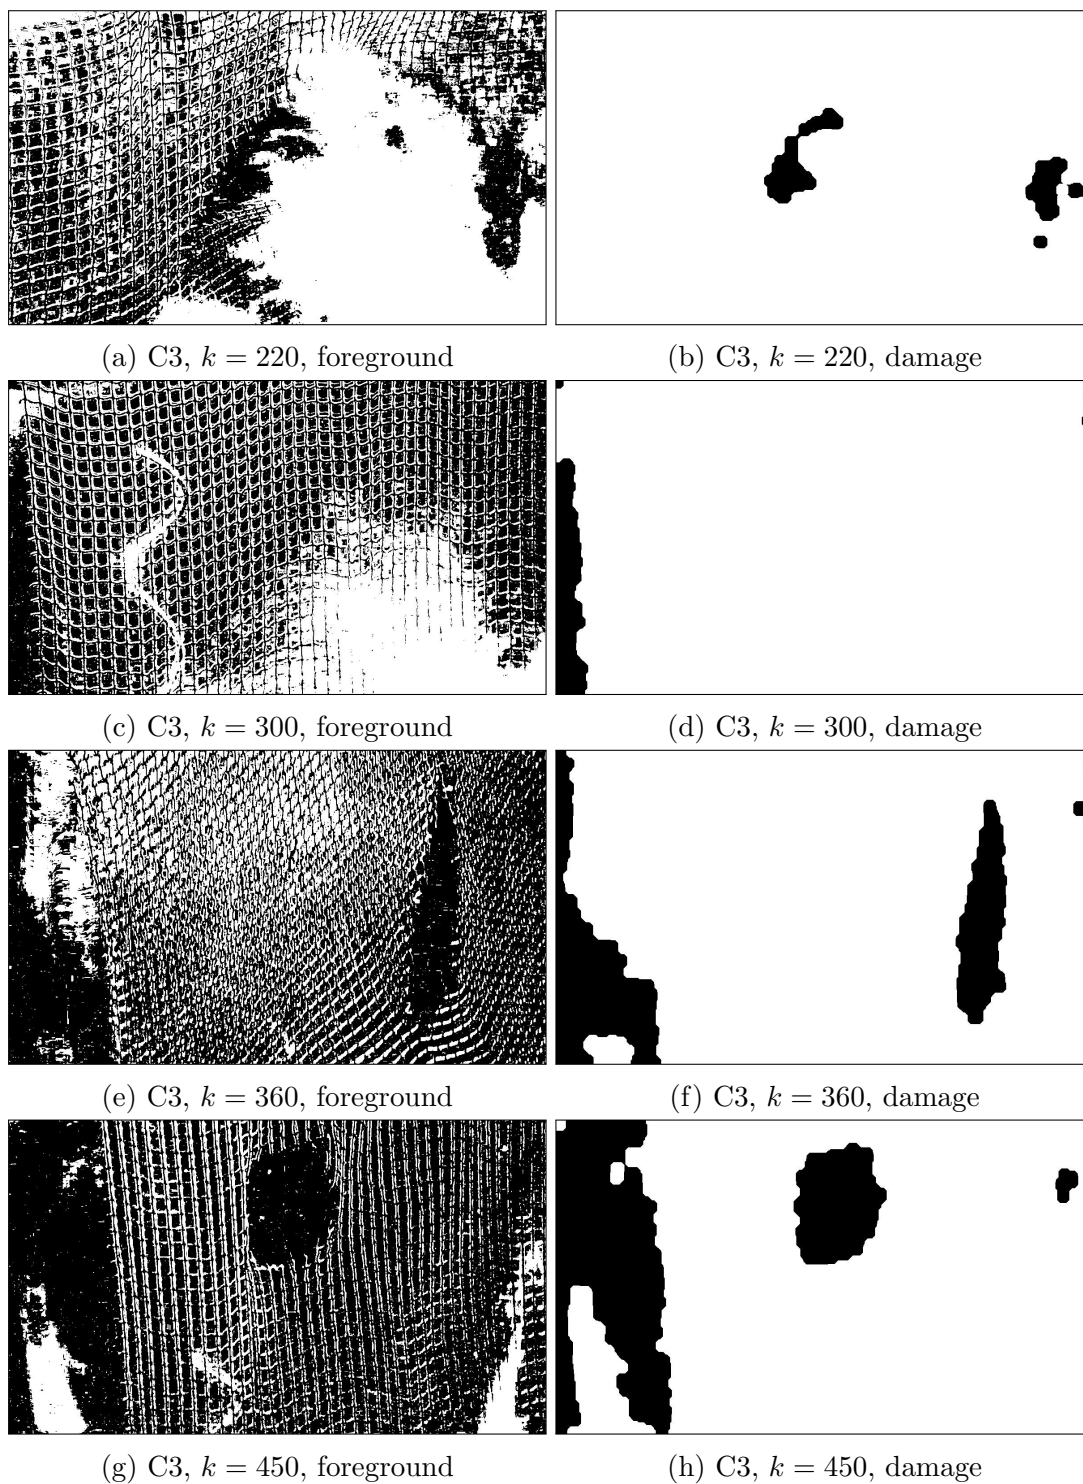 (a) C3, k = 220, foreground
(b) C3, k = 220, damage
(c) C3, k = 300, foreground
(d) C3, k = 300, damage
(e) C3, k = 360, foreground
(f) C3, k = 360, damage
(g) C3, k = 450, foreground
(h) C3, k = 450, damage